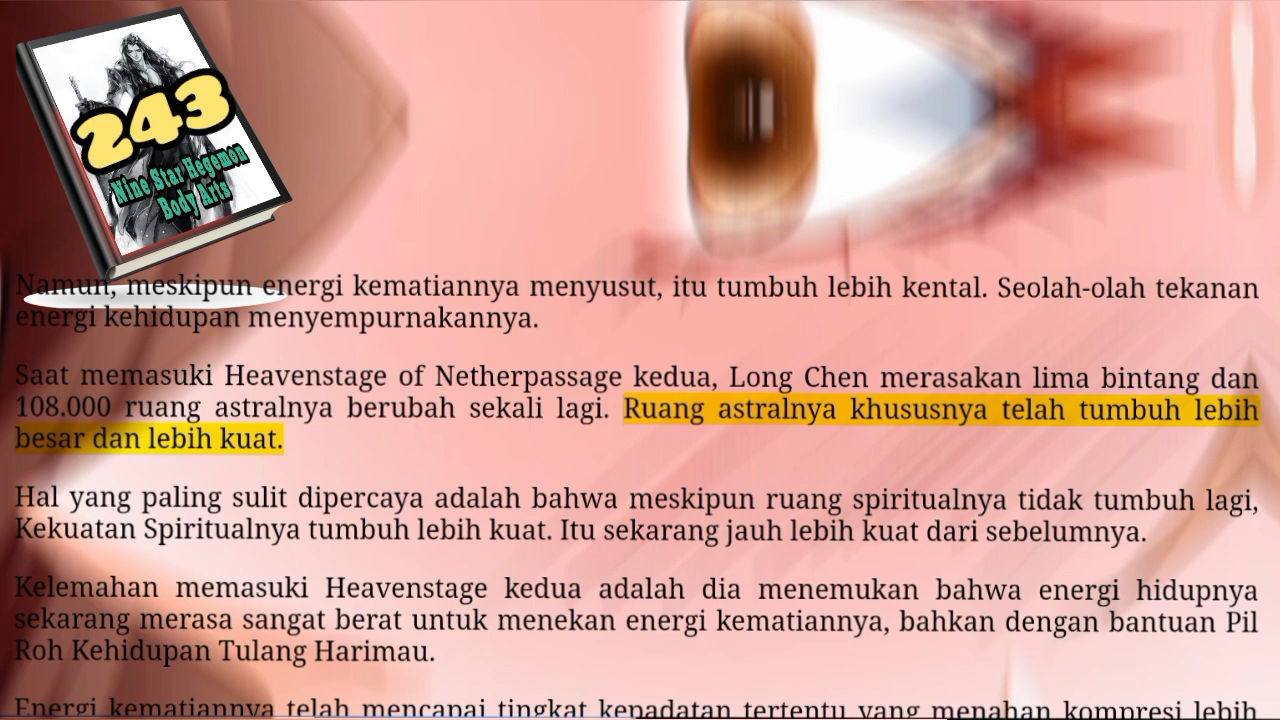 243
Nine Star Hegemon
Body Arts
Namun, meskipun energi kematiannya menyusut, itu tumbuh lebih kental. Seolah-olah tekanan
energi kehidupan menyempurnakannya.
Saat memasuki Heavenstage of Netherpassage kedua, Long Chen merasakan lima bintang dan
108.000 ruang astralnya berubah sekali lagi. Ruang astralnya khususnya telah tumbuh lebih
besar dan lebih kuat.
Hal yang paling sulit dipercaya adalah bahwa meskipun ruang spiritualnya tidak tumbuh lagi,
Kekuatan Spiritualnya tumbuh lebih kuat. Itu sekarang jauh lebih kuat dari sebelumnya.
Kelemahan memasuki Heavenstage kedua adalah dia menemukan bahwa energi hidupnya
sekarang merasa sangat berat untuk menekan energi kematiannya, bahkan dengan bantuan Pil
Roh Kehidupan Tulang Harimau.
Energi kematiannya telah mencapai tingkat kepadatan tertentu yang menahan kompresi lebih